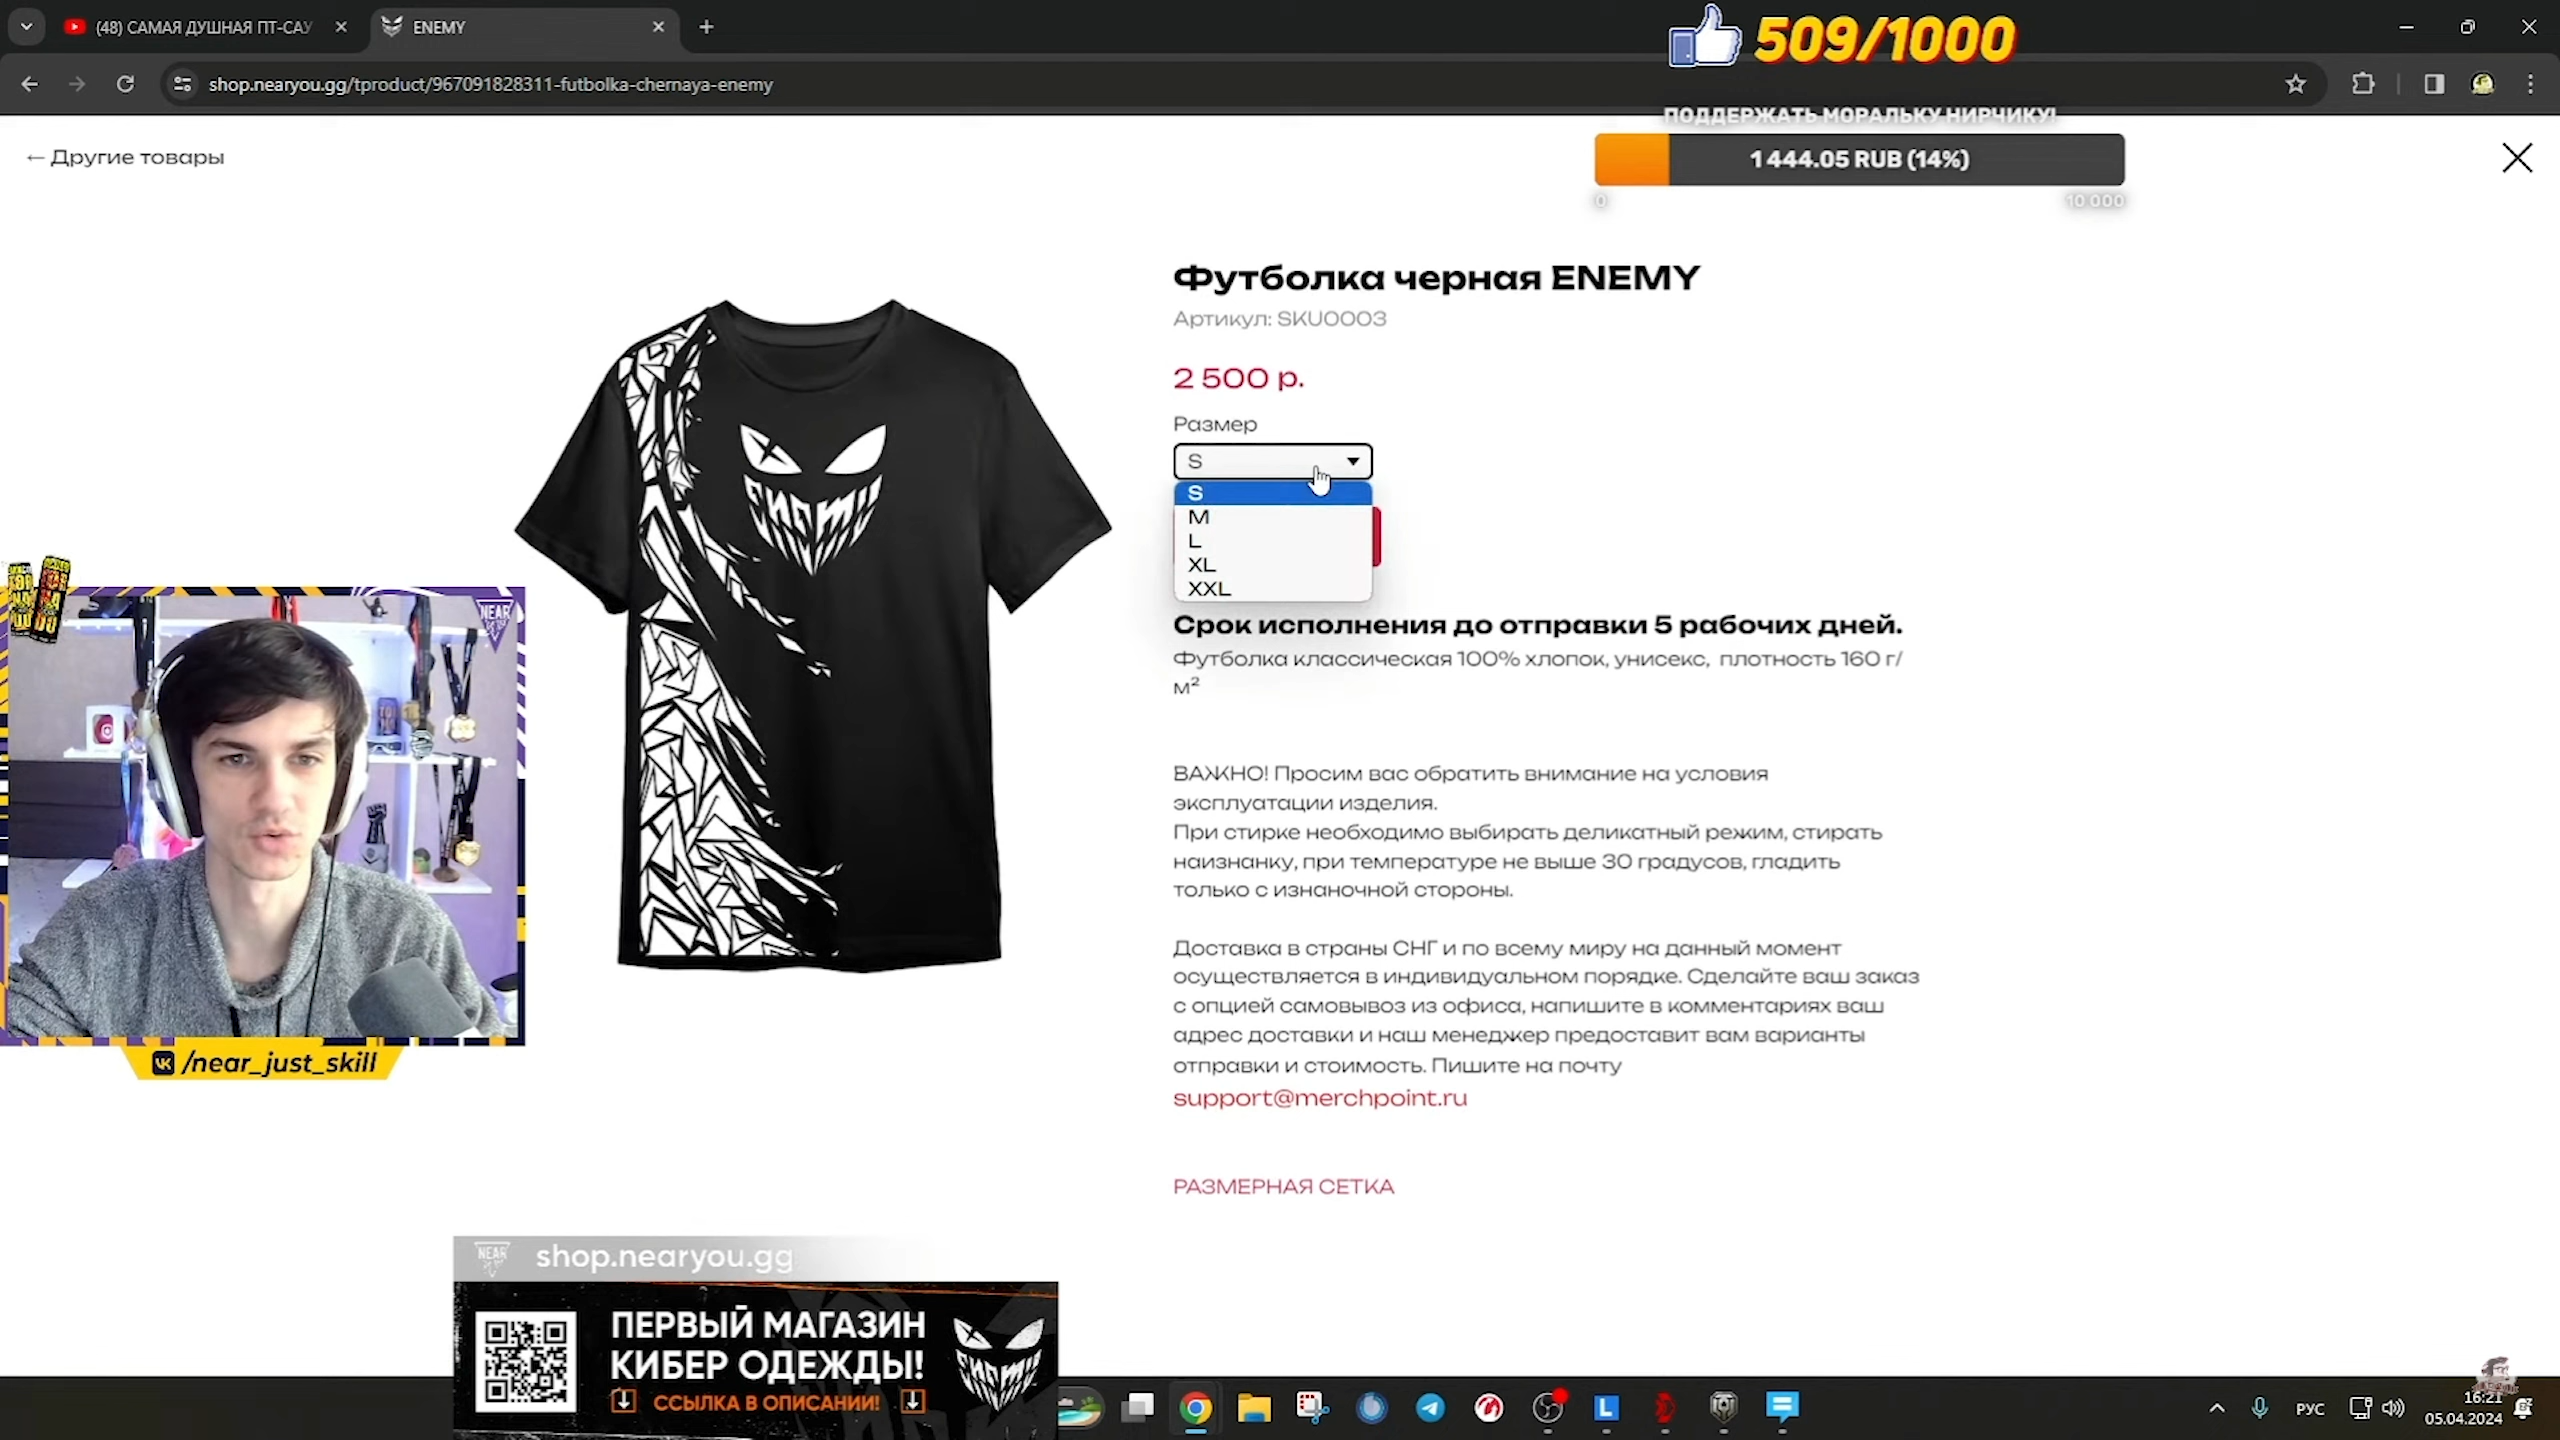 (48) САМАЯ ДУШНАЯ ПТ-САУ
ENEMY
509/1000
shop.nearyou.gg/tproduct/967091828311-futbolka-chernaya-enemy
ПОДДЕРЖАТЬ МОРАЛЬКУ НИРЧИКУ!
1 444.05 RUB (14%)
0
10 000
← Другие товары
Футболка черная ENEMY
Артикул: SKU0003
2 500 р.
Размер
S
S
M
L
XL
XXL
Срок исполнения до отправки 5 рабочих дней.
Футболка классическая 100% хлопок, унисекс, плотность 160 г/
м²
ВАЖНО! Просим вас обратить внимание на условия
эксплуатации изделия.
При стирке необходимо выбирать деликатный режим, стирать
наизнанку, при температуре не выше 30 градусов, гладить
только с изнаночной стороны.
Доставка в страны СНГ и по всему миру на данный момент
осуществляется в индивидуальном порядке. Сделайте ваш заказ
с опцией самовывоз из офиса, напишите в комментариях ваш
адрес доставки и наш менеджер предоставит вам варианты
отправки и стоимость. Пишите на почту
support@merchpoint.ru
РАЗМЕРНАЯ СЕТКА
NEAR
/near_just_skill
NEAR
shop.nearyou.gg
ПЕРВЫЙ МАГАЗИН
КИБЕР ОДЕЖДЫ!
ССЫЛКА В ОПИСАНИИ!
L
РУС
16:21
05.04.2024